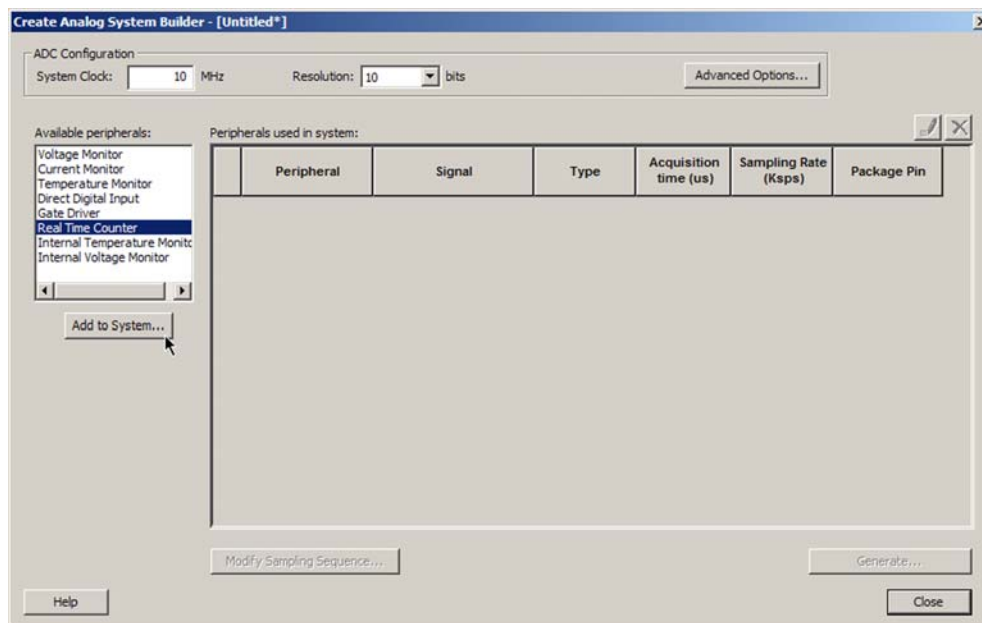 Create Analog System Builder - [Untitled*]
ADC Configuration
System Clock: 10 MHz Resolution: 10 bits Advanced Options...
Available peripherals:
Peripherals used in system:
Voltage Monitor
Current Monitor
Temperature Monitor
Direct Digital Input
Gate Driver
Real Time Counter
Internal Temperature Monitc
Internal Voltage Monitor
Add to System...
Peripheral Signal Type Acquisition time (us) Sampling Rate (Ksps) Package Pin
Modify Sampling Sequence... Generate...
Help Close